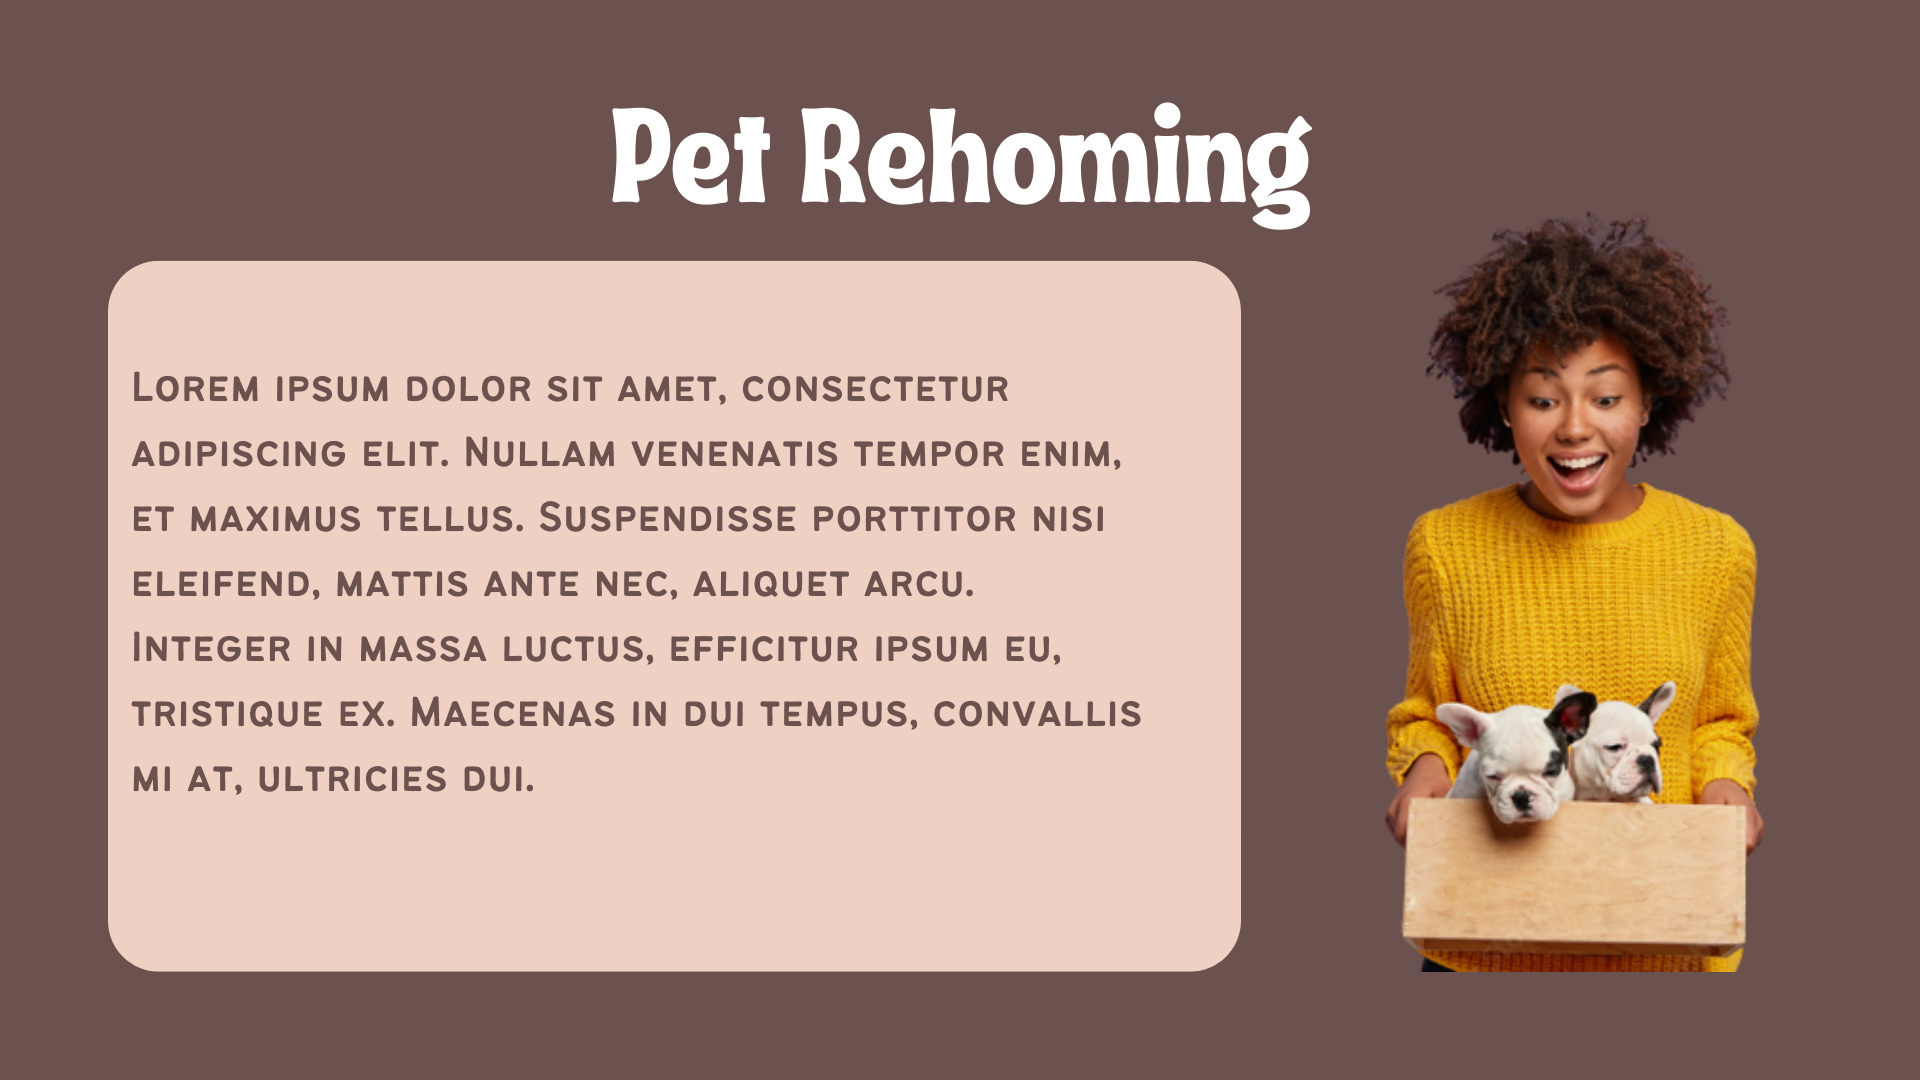 Pet Rehoming
Lorem ipsum dolor sit amet, consectetur
adipiscing elit. Nullam venenatis tempor enim,
et maximus tellus. Suspendisse porttitor nisi
eleifend, mattis ante nec, aliquet arcu.
Integer in massa luctus, efficitur ipsum eu,
tristique ex. Maecenas in dui tempus, convallis
mi at, ultricies dui.